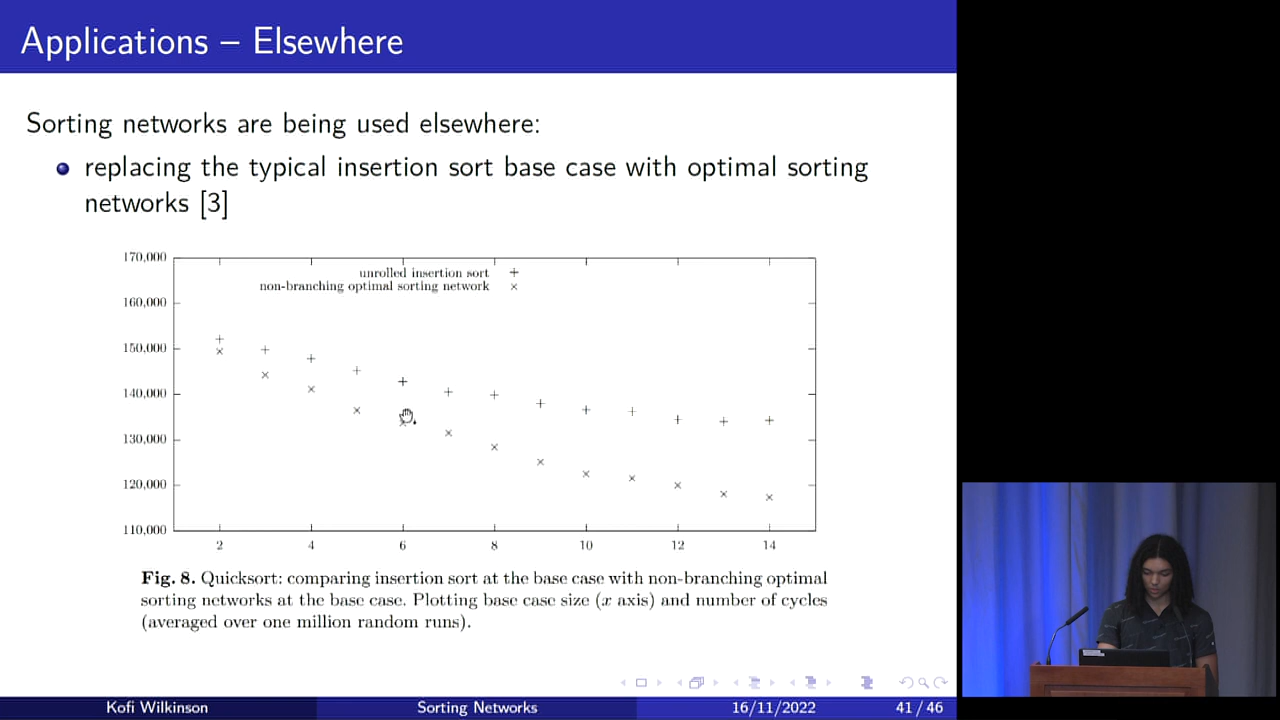 Applications – Elsewhere
Sorting networks are being used elsewhere:
replacing the typical insertion sort base case with optimal sorting
networks [3]
170,000
160,000
150,000
140,000
130,000
120,000
110,000
unrolled insertion sort +
non-branching optimal sorting network ×
2 4 6 8 10 12 14
Fig. 8. Quicksort: comparing insertion sort at the base case with non-branching optimal
sorting networks at the base case. Plotting base case size (x axis) and number of cycles
(averaged over one million random runs).
Kofi Wilkinson Sorting Networks 16/11/2022 41 / 46